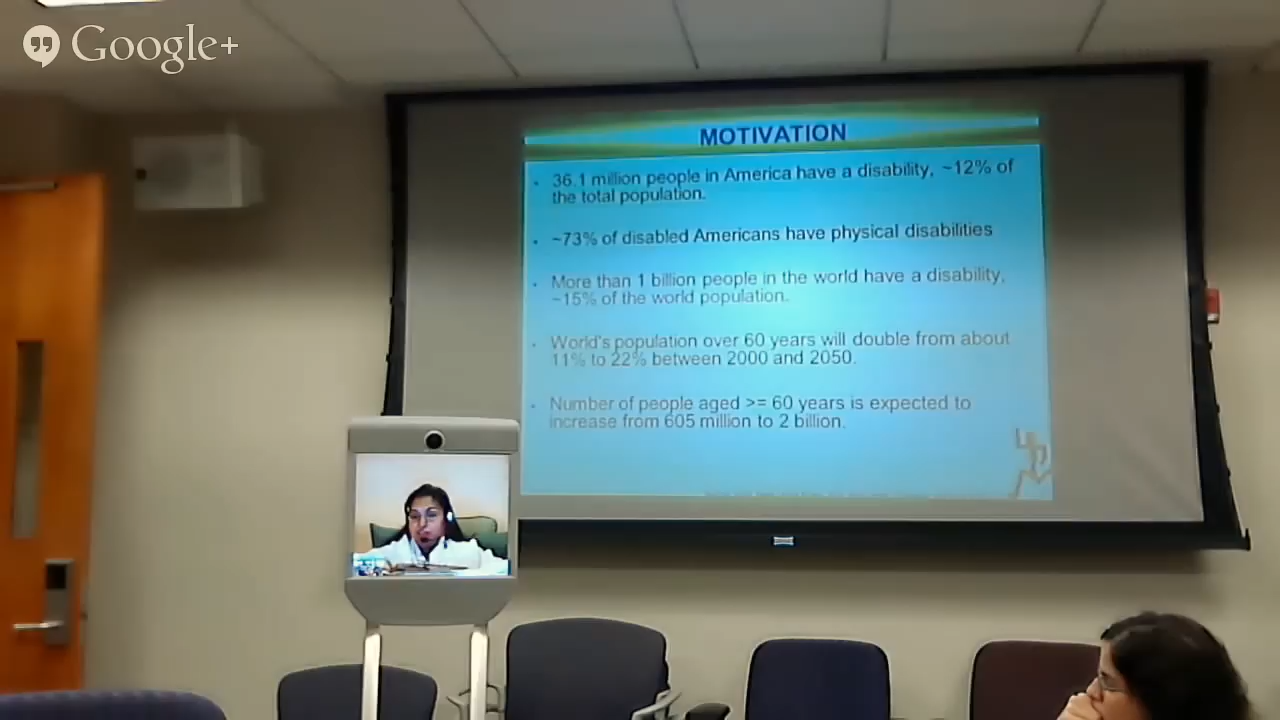 Google+
MOTIVATION
36.1 million people in America have a disability, ~12% of
the total population.
~73% of disabled Americans have physical disabilities
More than 1 billion people in the world have a disability,
~15% of the world population.
World's population over 60 years will double from about
11% to 22% between 2000 and 2050.
Number of people aged >= 60 years is expected to
increase from 605 million to 2 billion.